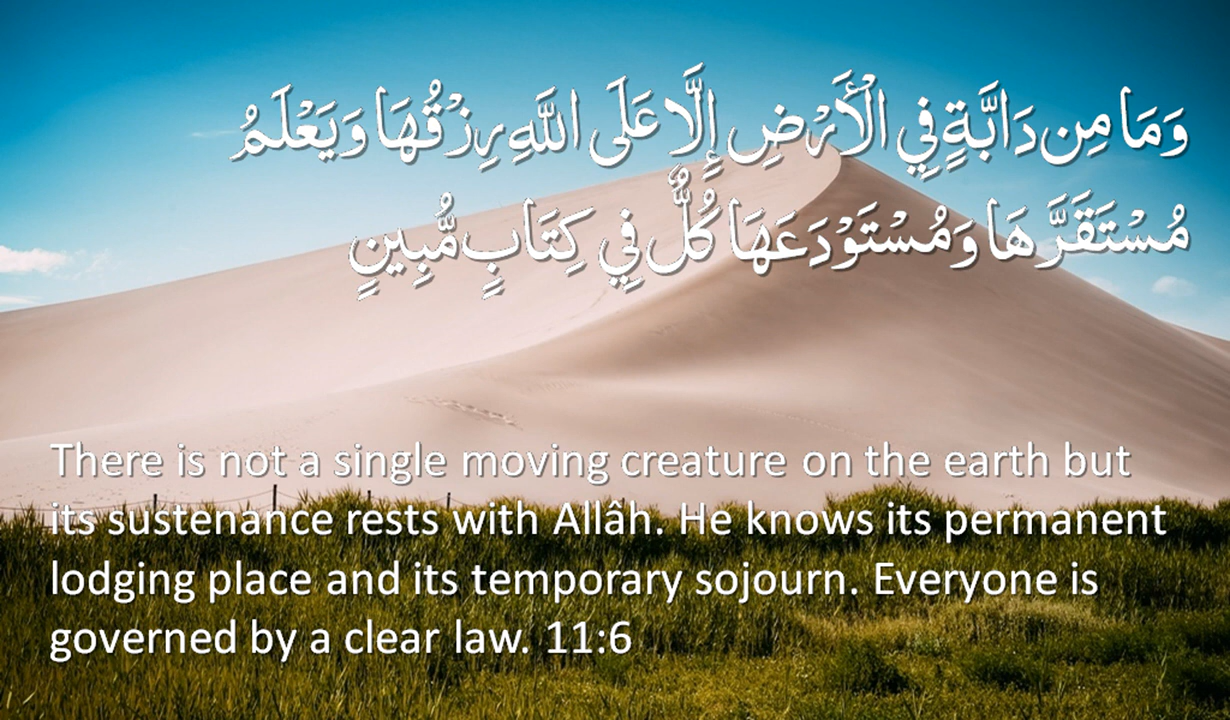 وَمَا مِن دَابَّةٍ فِي الْأَرْضِ إِلَّا عَلَى اللَّهِ رِزْقُهَا وَيَعْلَمُ
مُسْتَقَرَّهَا وَمُسْتَوْدَعَهَا كُلٌّ فِي كِتَابٍ مُّبِينٍ
There is not a single moving creature on the earth but
its sustenance rests with Allâh. He knows its permanent
lodging place and its temporary sojourn. Everyone is
governed by a clear law. 11:6